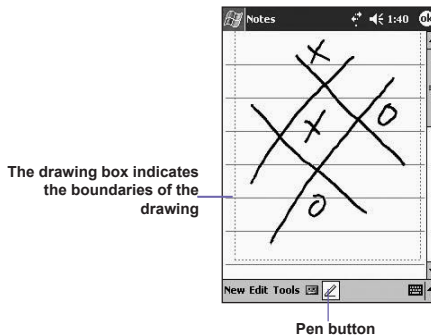 Notes 1:40 ok
X
X O
O
The drawing box indicates
the boundaries of the
drawing
New Edit Tools
Pen button